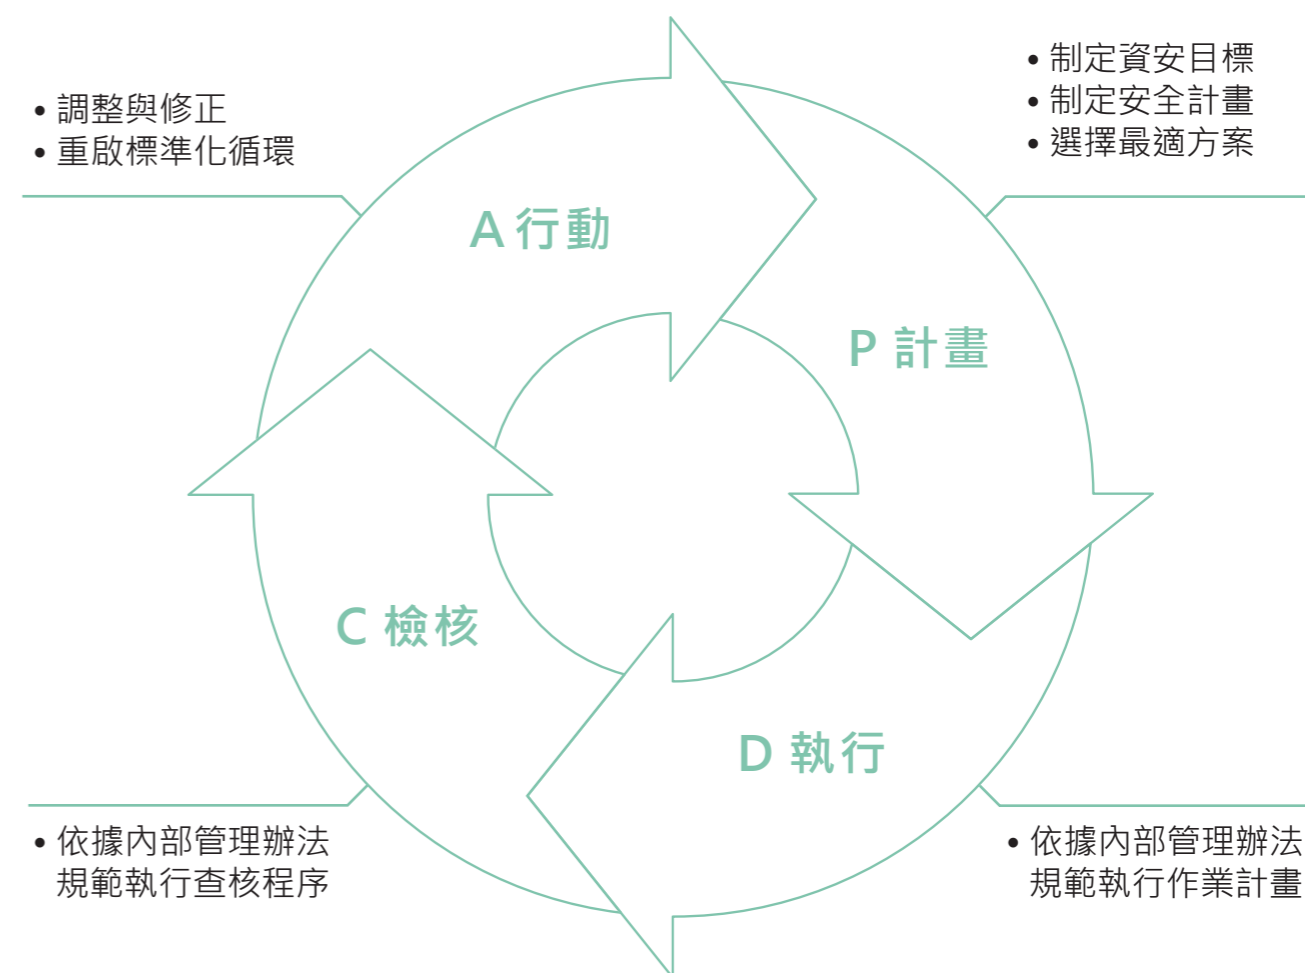 • 調整與修正
• 重啟標準化循環
• 制定資安目標
• 制定安全計畫
• 選擇最適方案
A 行動
P 計畫
C 檢核
D 執行
• 依據內部管理辦法
規範執行查核程序
• 依據內部管理辦法
規範執行作業計畫